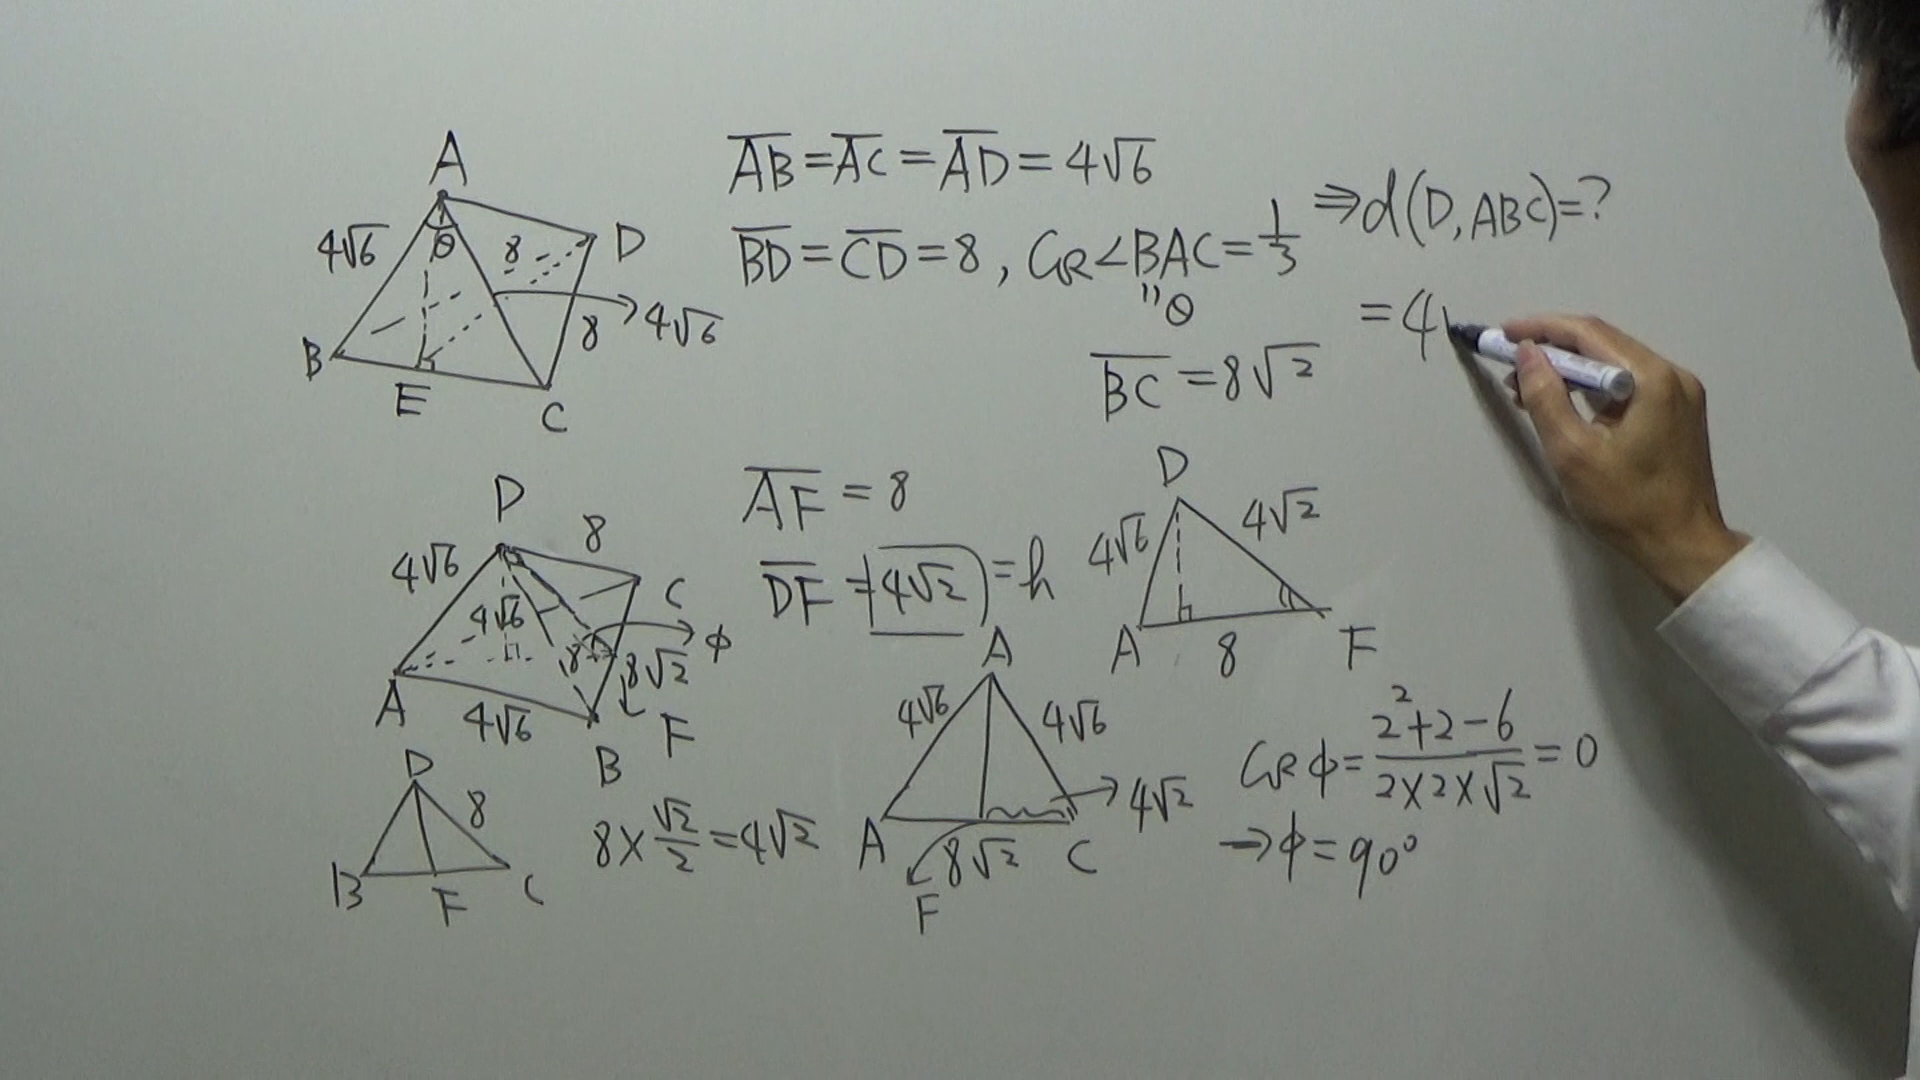 A
4√6
θ
8
D
B
E
C
8
4√6
AB = AC = AD = 4√6
BD = CD = 8, Cos∠BAC = 1/3
"θ
BC = 8√2
⇒ d(D, ABC) = ?
= 4
D
8
4√6
C
4√6
8
φ
8√2
A
4√6
B
F
AF = 8
DF = 4√2 = h
D
4√6
4√2
A
8
F
D
8
B
F
C
8 × √2/2 = 4√2
A
4√6
4√6
4√2
A
8√2
C
F
Cos φ = (2²+2−6)/(2×2×√2) = 0
→ φ = 90°